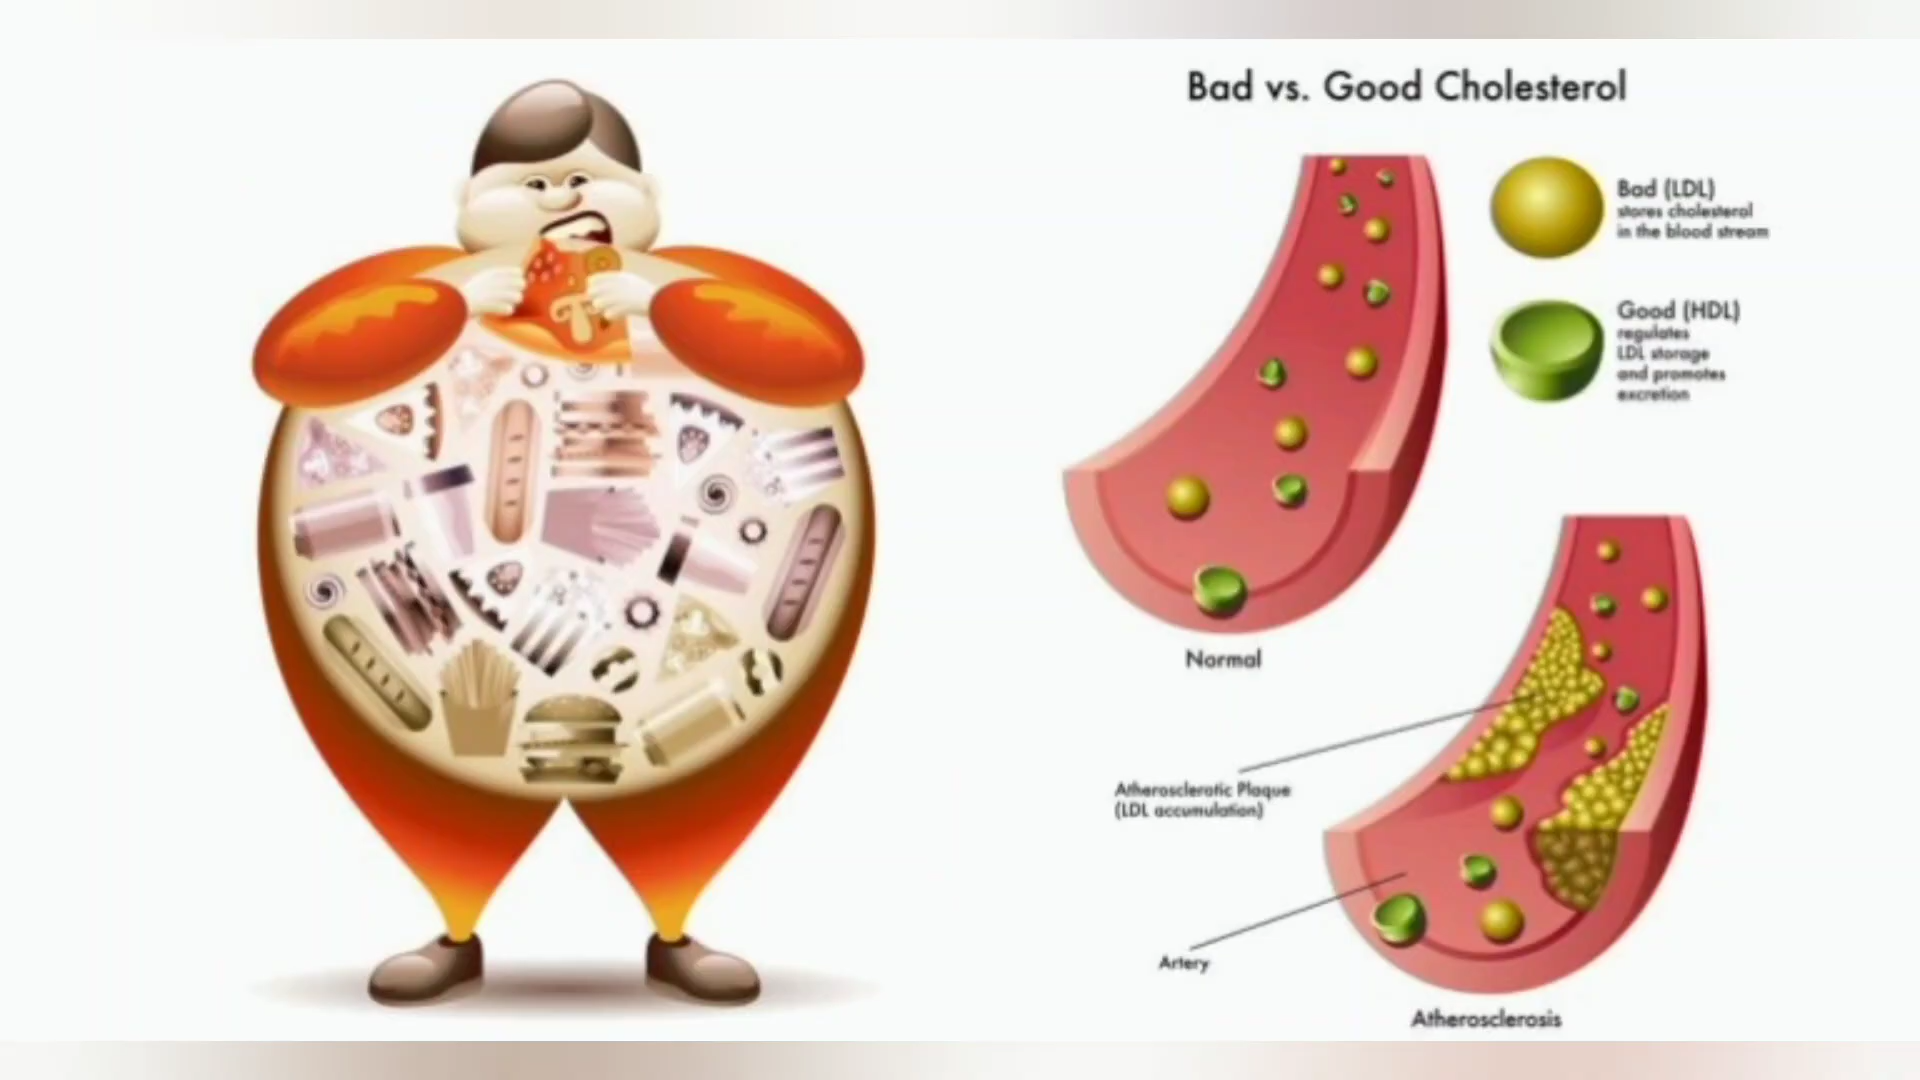 Bad vs. Good Cholesterol
Bad (LDL)
stores cholesterol
in the blood stream
Good (HDL)
regulates
LDL storage
and promotes
excretion
Normal
Atherosclerotic Plaque
(LDL accumulation)
Artery
Atherosclerosis